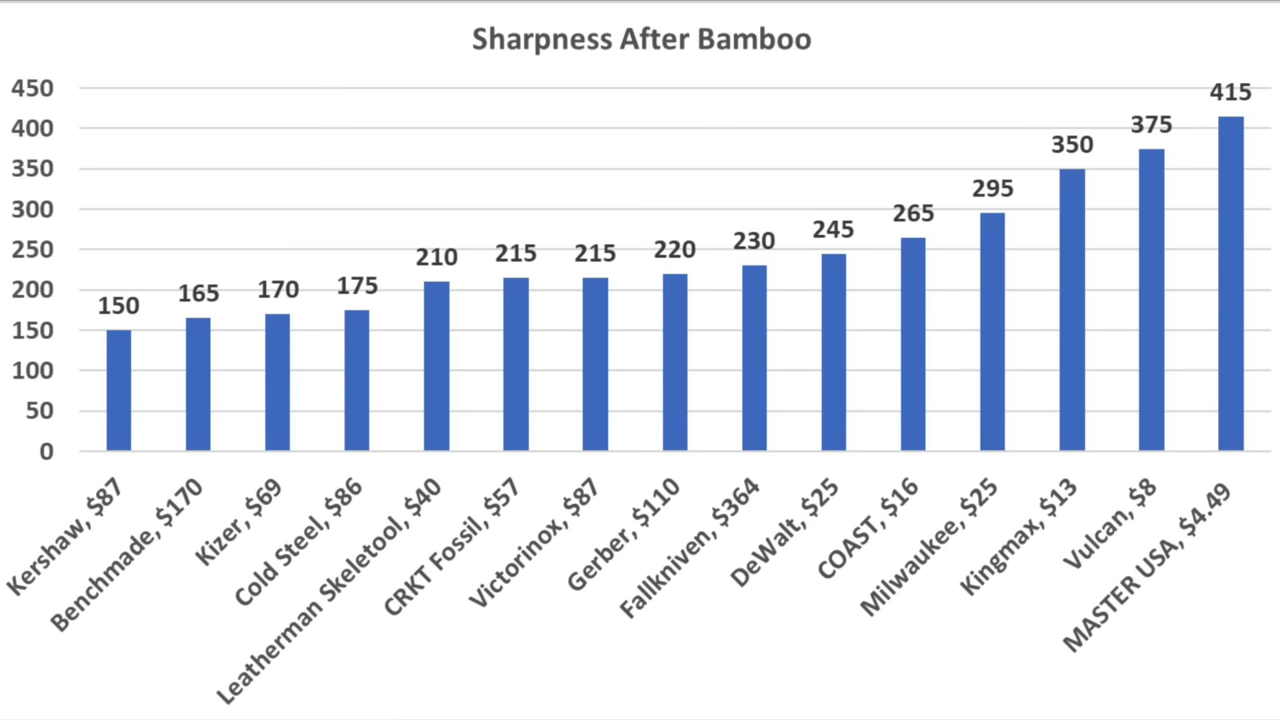 Sharpness After Bamboo
450
400
350
300
250
200
150
100
50
0
150
165
170
175
210
215
215
220
230
245
265
295
350
375
415
Kershaw, $87
Benchmade, $170
Kizer, $69
Cold Steel, $86
Leatherman Skeletool, $40
CRKT Fossil, $57
Victorinox, $87
Gerber, $110
Fallkniven, $364
DeWalt, $25
COAST, $16
Milwaukee, $25
Kingmax, $13
Vulcan, $8
MASTER USA, $4.49